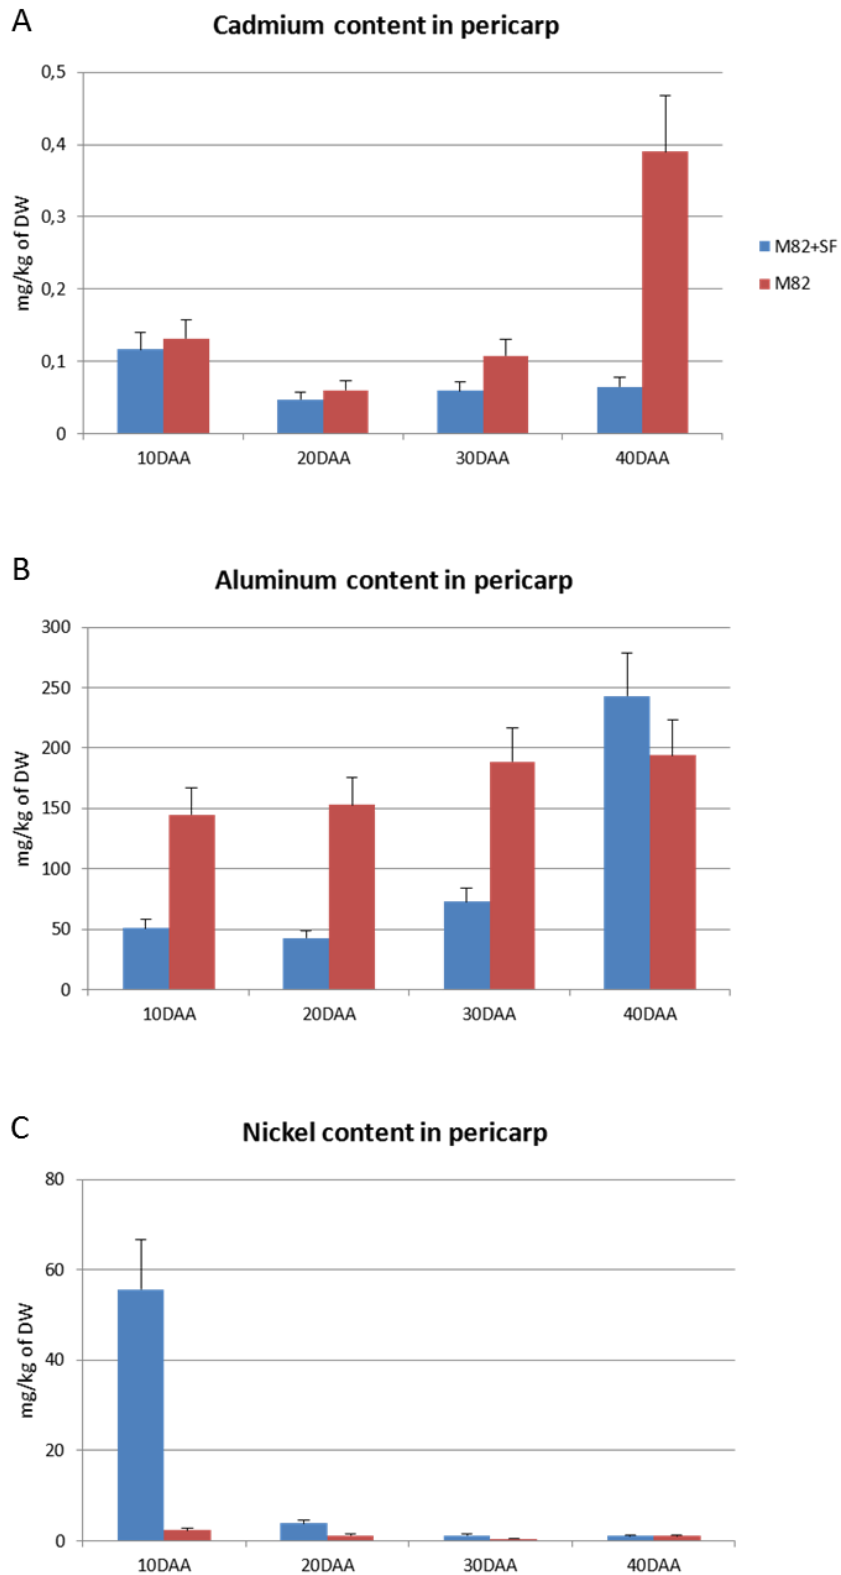 A
Cadmium content in pericarp
0,5
0,4
0,3
0,2
0,1
0
mg/kg of DW
10DAA 20DAA 30DAA 40DAA
M82+SF
M82
B
Aluminum content in pericarp
300
250
200
150
100
50
0
mg/kg of DW
10DAA 20DAA 30DAA 40DAA
C
Nickel content in pericarp
80
60
40
20
0
mg/kg of DW
10DAA 20DAA 30DAA 40DAA